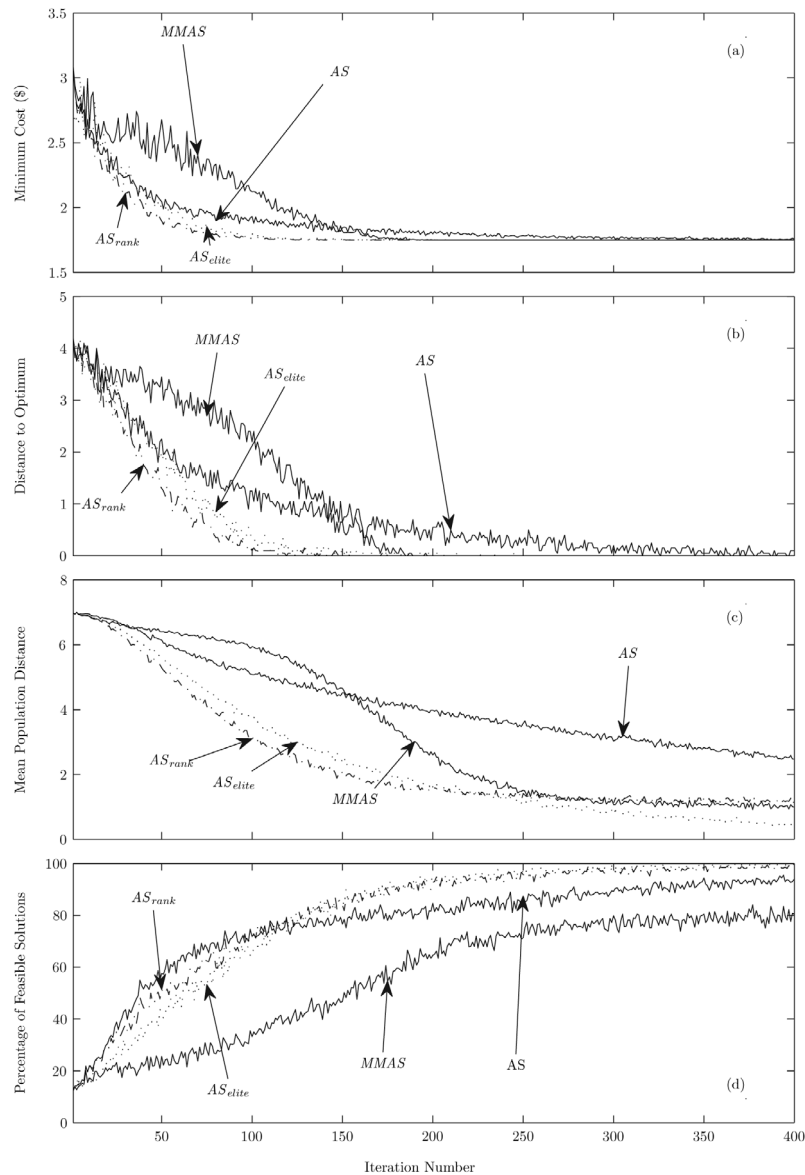 3.5
3
2.5
2
1.5
Minimum Cost ($)
MMAS
AS
AS_rank
AS_elite
(a)
5
4
3
2
1
0
Distance to Optimum
MMAS
AS_elite
AS
AS_rank
(b)
8
6
4
2
0
Mean Population Distance
(c)
AS
AS_rank
AS_elite
MMAS
100
80
60
40
20
0
Percentage of Feasible Solutions
AS_rank
AS_elite
MMAS
AS
(d)
50 100 150 200 250 300 350 400
Iteration Number